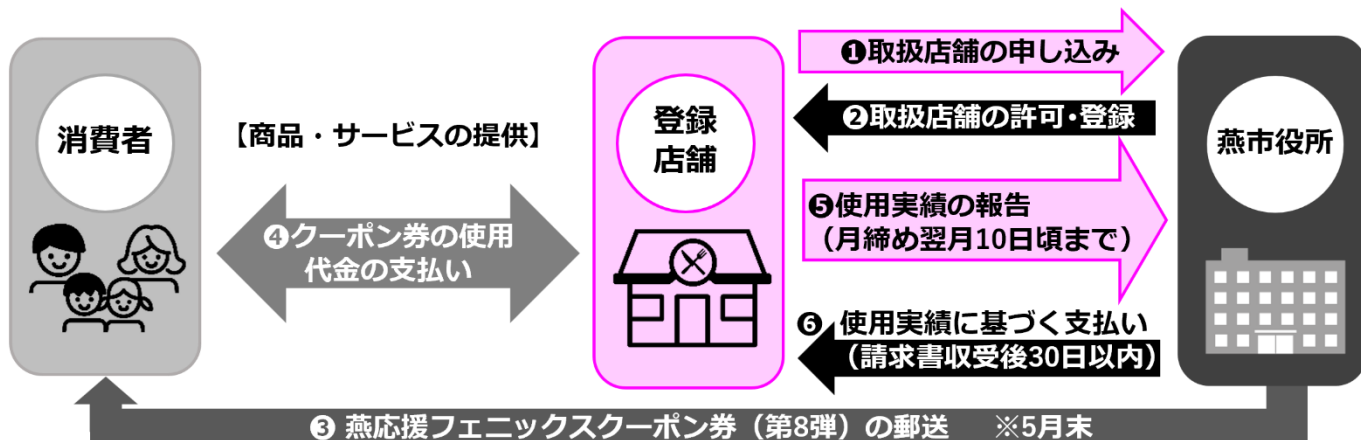 消費者
【商品・サービスの提供】
❹クーポン券の使用
代金の支払い
登録
店舗
❶取扱店舗の申し込み
❷取扱店舗の許可・登録
❺使用実績の報告
（月締め翌月10日頃まで）
❻ 使用実績に基づく支払い
（請求書収受後30日以内）
燕市役所
❸ 燕応援フェニックスクーポン券（第8弾）の郵送　※5月末